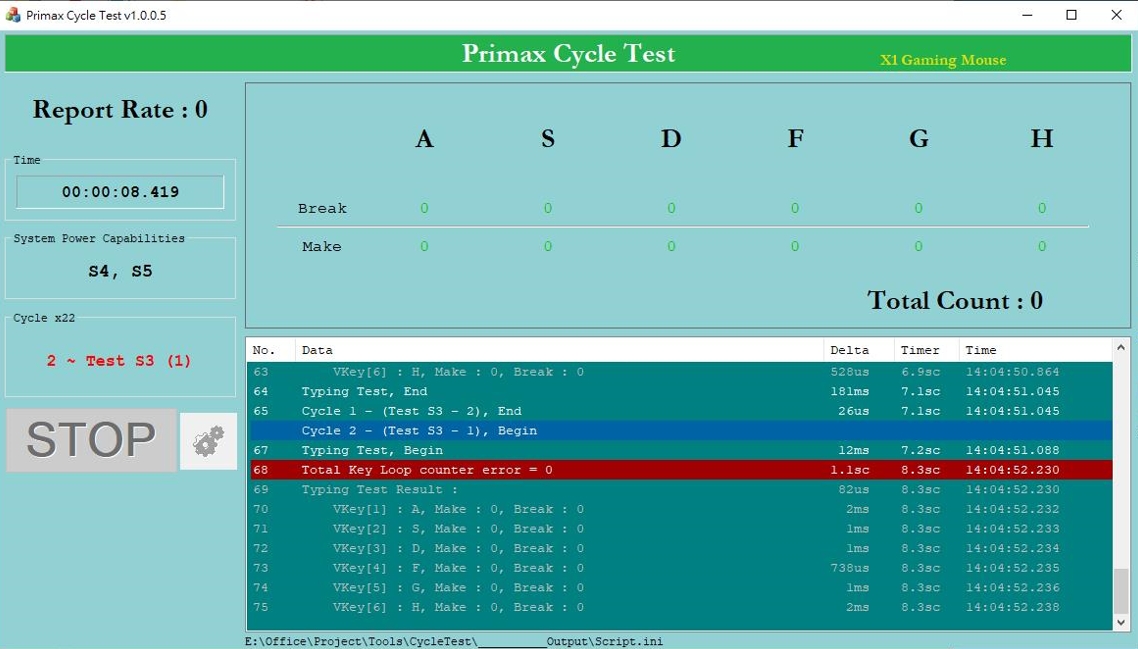 Primax Cycle Test v1.0.0.5
Primax Cycle Test X1 Gaming Mouse
Report Rate : 0
Time
00:00:08.419
System Power Capabilities
S4, S5
Cycle x22
2 ~ Test S3 (1)
STOP
A S D F G H
Break 0 0 0 0 0 0
Make 0 0 0 0 0 0
Total Count : 0
No. Data Delta Timer Time
63 VKey[6] : H, Make : 0, Break : 0 528us 6.9sc 14:04:50.864
64 Typing Test, End 181ms 7.1sc 14:04:51.045
65 Cycle 1 - (Test S3 - 2), End 26us 7.1sc 14:04:51.045
Cycle 2 - (Test S3 - 1), Begin
67 Typing Test, Begin 12ms 7.2sc 14:04:51.088
68 Total Key Loop counter error = 0 1.1sc 8.3sc 14:04:52.230
69 Typing Test Result : 82us 8.3sc 14:04:52.230
70 VKey[1] : A, Make : 0, Break : 0 2ms 8.3sc 14:04:52.232
71 VKey[2] : S, Make : 0, Break : 0 1ms 8.3sc 14:04:52.233
72 VKey[3] : D, Make : 0, Break : 0 1ms 8.3sc 14:04:52.234
73 VKey[4] : F, Make : 0, Break : 0 738us 8.3sc 14:04:52.235
74 VKey[5] : G, Make : 0, Break : 0 1ms 8.3sc 14:04:52.236
75 VKey[6] : H, Make : 0, Break : 0 2ms 8.3sc 14:04:52.238
E:\Office\Project\Tools\CycleTest\__________Output\Script.ini